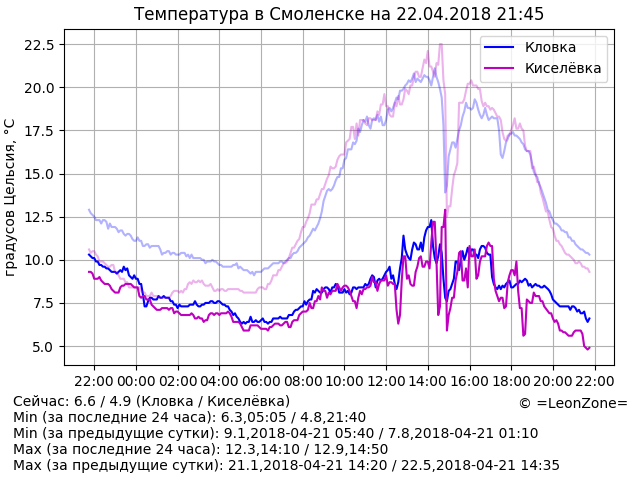 Температура в Смоленске на 22.04.2018 21:45
Кловка
Киселёвка
градусов Цельсия, °C
22.5
20.0
17.5
15.0
12.5
10.0
7.5
5.0
22:00 00:00 02:00 04:00 06:00 08:00 10:00 12:00 14:00 16:00 18:00 20:00 22:00
Сейчас: 6.6 / 4.9 (Кловка / Киселёвка)
© =LeonZone=
Min (за последние 24 часа): 6.3,05:05 / 4.8,21:40
Min (за предыдущие сутки): 9.1,2018-04-21 05:40 / 7.8,2018-04-21 01:10
Max (за последние 24 часа): 12.3,14:10 / 12.9,14:50
Max (за предыдущие сутки): 21.1,2018-04-21 14:20 / 22.5,2018-04-21 14:35